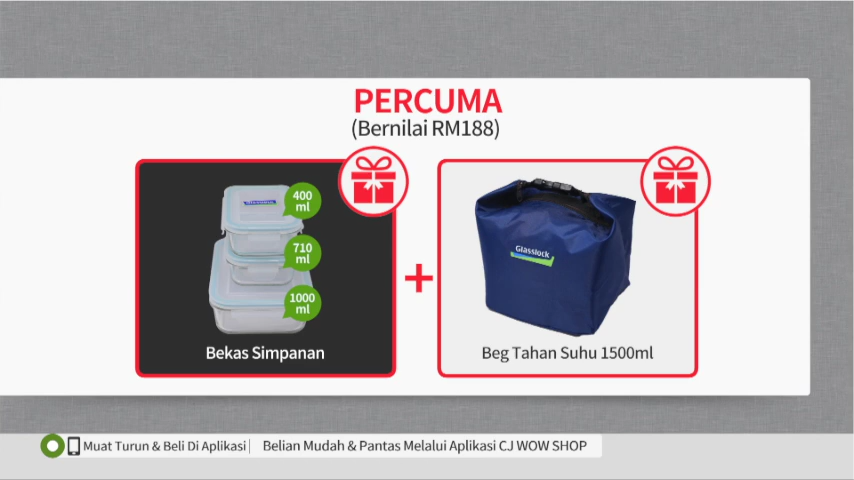 PERCUMA
(Bernilai RM188)
400
ml
710
ml
1000
ml
Glasslock
Bekas Simpanan
+
Beg Tahan Suhu 1500ml
Muat Turun & Beli Di Aplikasi
Belian Mudah & Pantas Melalui Aplikasi CJ WOW SHOP